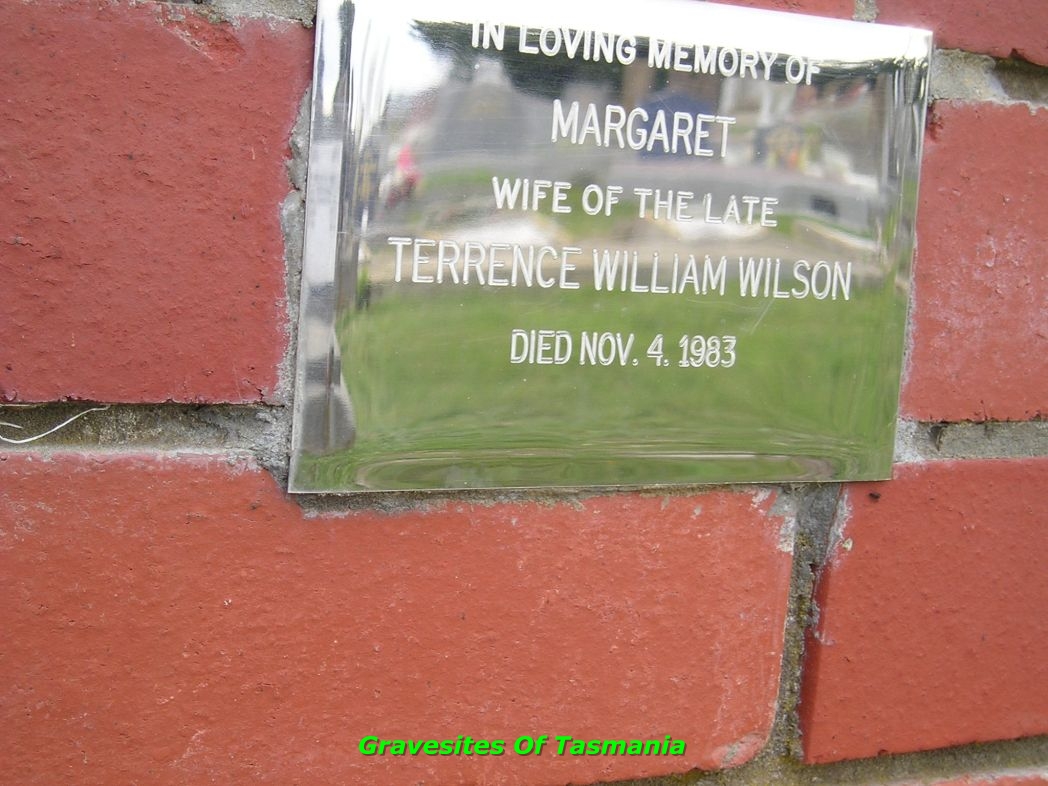 IN LOVING MEMORY OF
MARGARET
WIFE OF THE LATE
TERRENCE WILLIAM WILSON
DIED NOV. 4. 1983
Gravesites Of Tasmania